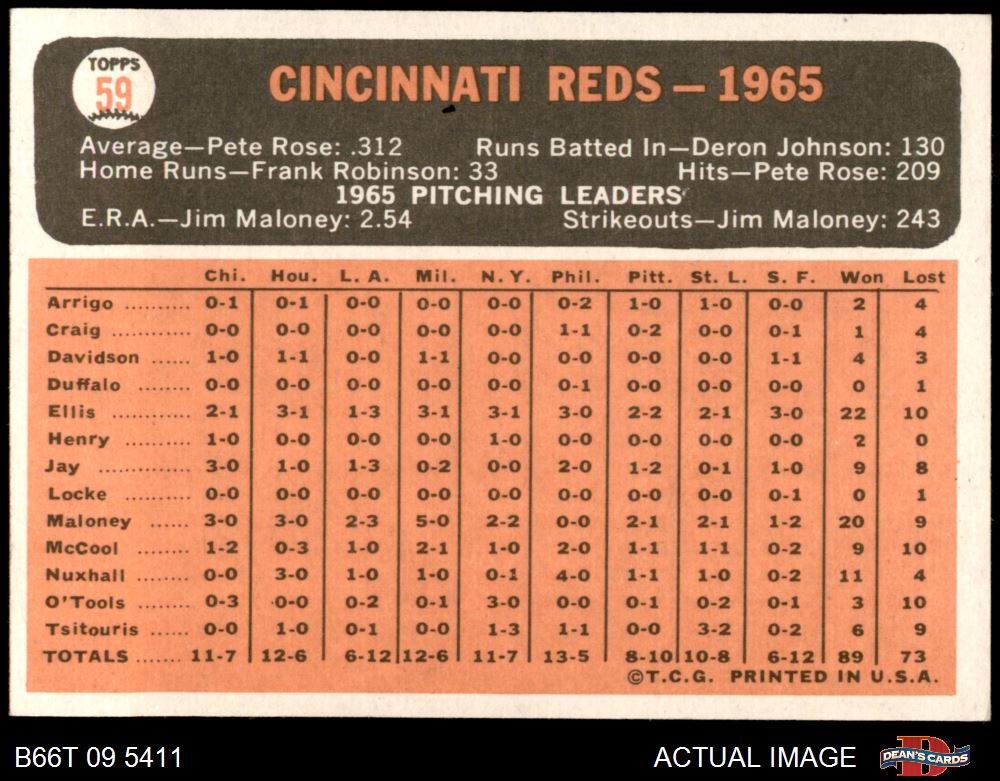 TOPPS
59
CINCINNATI REDS — 1965
Average—Pete Rose: .312 Runs Batted In—Deron Johnson: 130
Home Runs—Frank Robinson: 33 Hits—Pete Rose: 209
1965 PITCHING LEADERS
E.R.A.—Jim Maloney: 2.54 Strikeouts—Jim Maloney: 243
Chi. Hou. L. A. Mil. N. Y. Phil. Pitt. St. L. S. F. Won Lost
Arrigo .......... 0-1 0-1 0-0 0-0 0-0 0-2 1-0 1-0 0-0 2 4
Craig ............ 0-0 0-0 0-0 0-0 0-0 1-1 0-2 0-0 0-1 1 4
Davidson ...... 1-0 1-1 0-0 1-1 0-0 0-0 0-0 0-0 1-1 4 3
Duffalo ........ 0-0 0-0 0-0 0-0 0-0 0-1 0-0 0-0 0-0 0 1
Ellis ............ 2-1 3-1 1-3 3-1 3-1 3-0 2-2 2-1 3-0 22 10
Henry .......... 1-0 0-0 0-0 0-0 1-0 0-0 0-0 0-0 0-0 2 0
Jay .............. 3-0 1-0 1-3 0-2 0-0 2-0 1-2 0-1 1-0 9 8
Locke .......... 0-0 0-0 0-0 0-0 0-0 0-0 0-0 0-0 0-1 0 1
Maloney ...... 3-0 3-0 2-3 5-0 2-2 0-0 2-1 2-1 1-2 20 9
McCool ........ 1-2 0-3 1-0 2-1 1-0 2-0 1-1 1-1 0-2 9 10
Nuxhall ........ 0-0 3-0 1-0 1-0 0-1 4-0 1-1 1-0 0-2 11 4
O'Tools ........ 0-3 0-0 0-2 0-1 3-0 0-0 0-1 0-2 0-1 3 10
Tsitouris ...... 0-0 1-0 0-1 0-0 1-3 1-1 0-0 3-2 0-2 6 9
TOTALS ....... 11-7 12-6 6-12 12-6 11-7 13-5 8-10 10-8 6-12 89 73
©T.C.G. PRINTED IN U.S.A.
B66T 09 5411 ACTUAL IMAGE DEAN'S CARDS